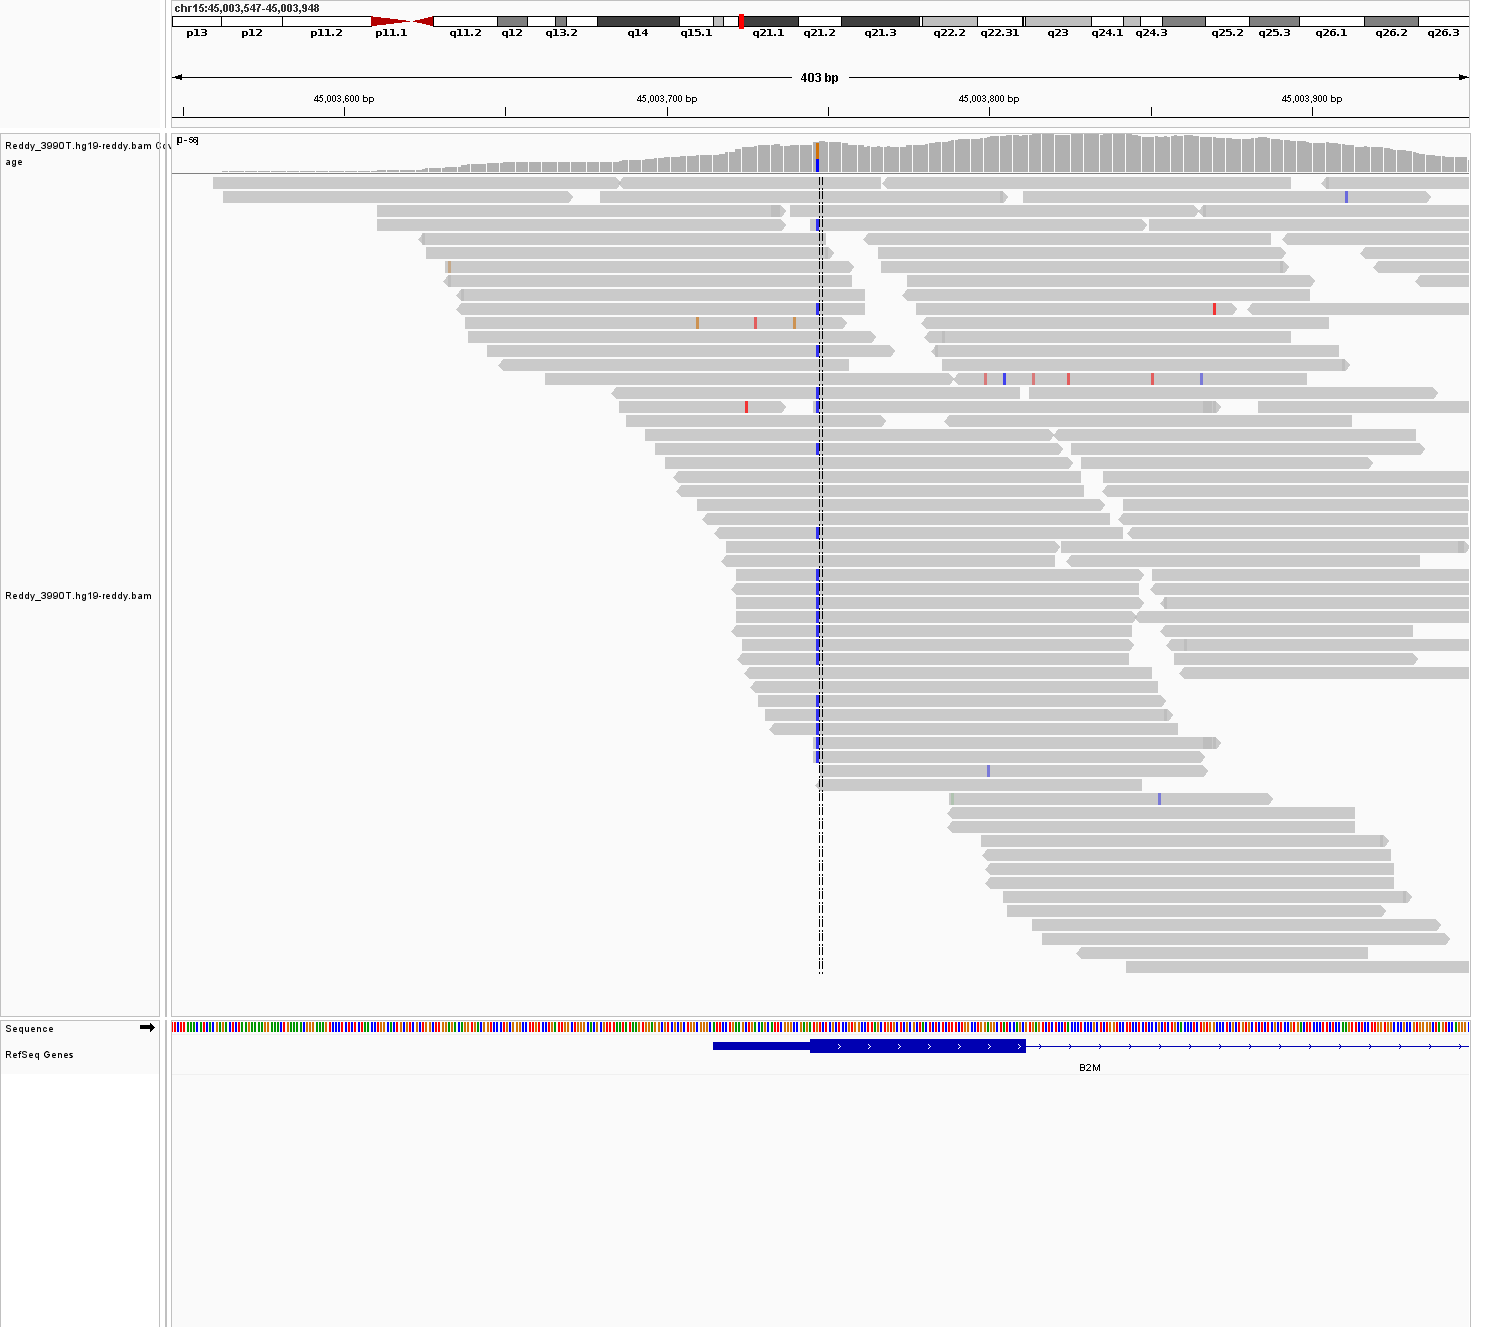 chr15:45,003,547-45,003,948
p13 p12 p11.2 p11.1 q11.2 q12 q13.2 q14 q15.1 q21.1 q21.2 q21.3 q22.2 q22.31 q23 q24.1 q24.3 q25.2 q25.3 q26.1 q26.2 q26.3
403 bp
45,003,600 bp 45,003,700 bp 45,003,800 bp 45,003,900 bp
[0-56]
Reddy_3990T.hg19-reddy.bam Cov
age
Reddy_3990T.hg19-reddy.bam
Sequence
RefSeq Genes
B2M